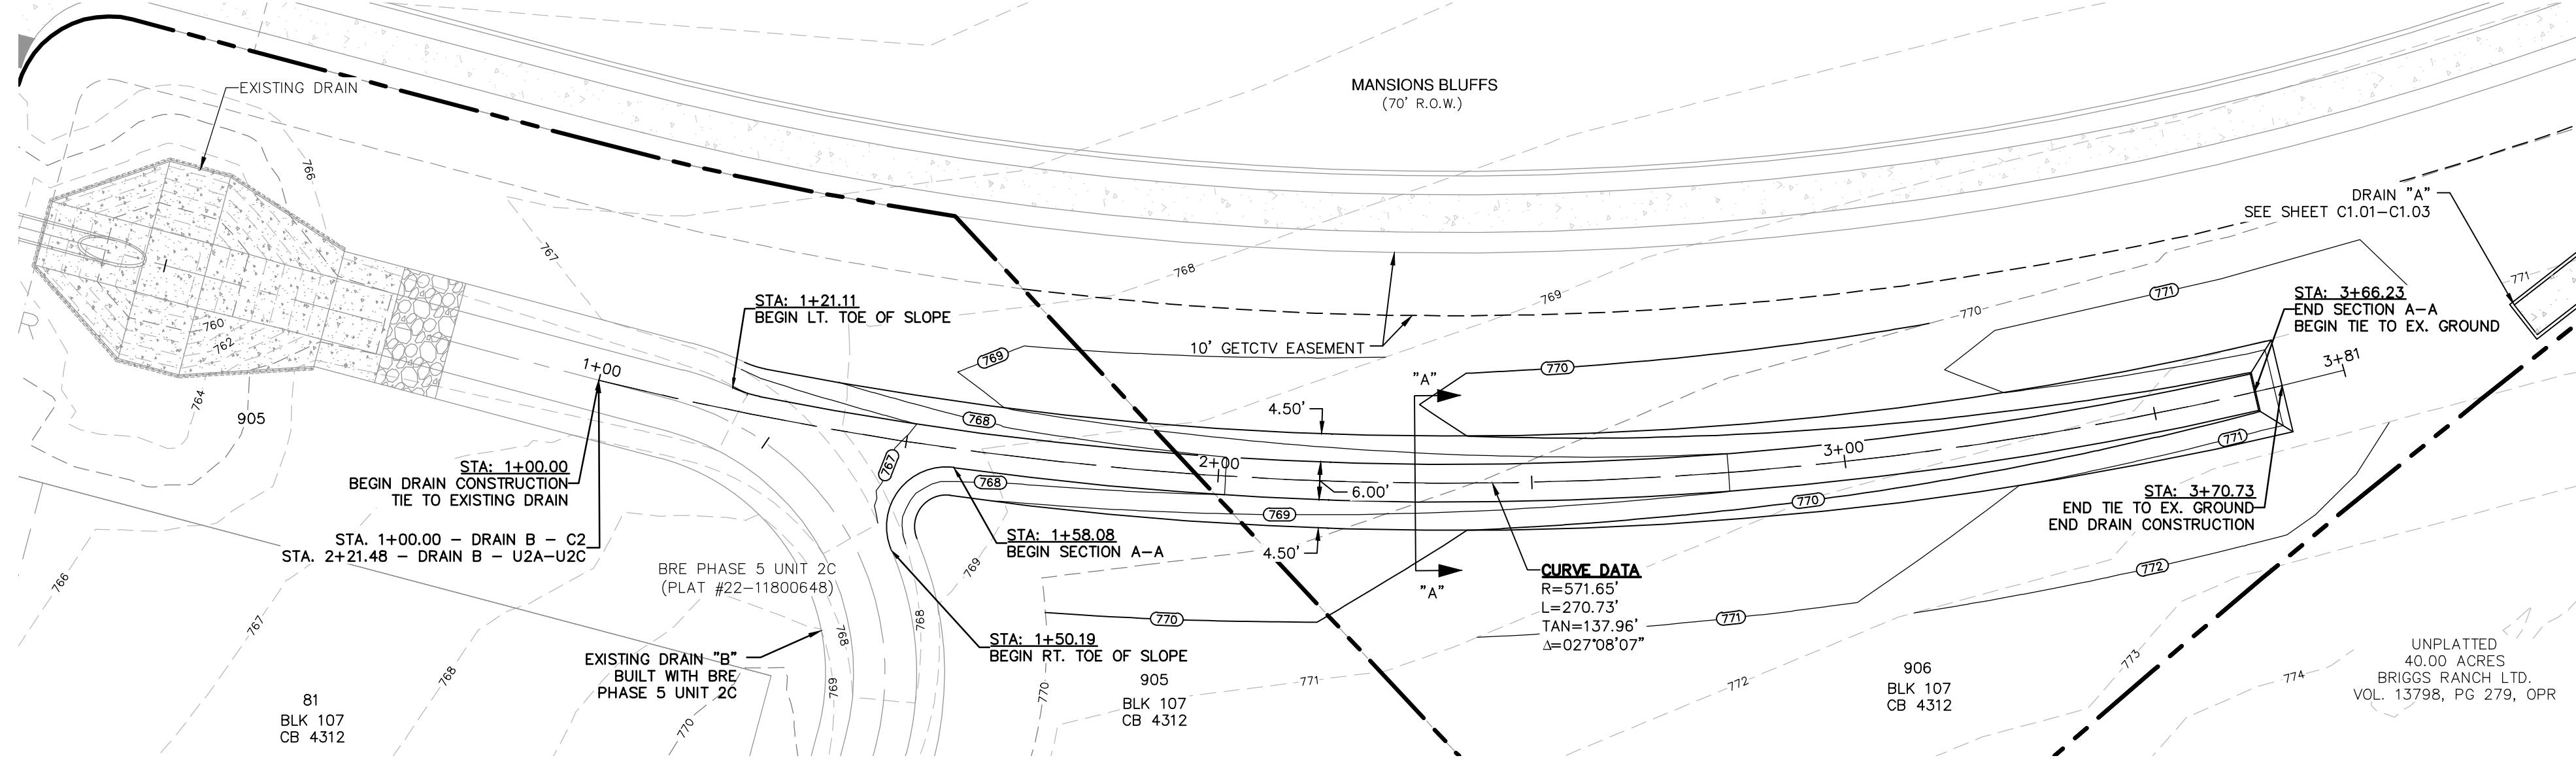 MANSIONS BLUFFS
(70' R.O.W.)
EXISTING DRAIN
766
767
768
769
770
771
DRAIN "A"
SEE SHEET C1.01-C1.03
771
STA: 3+66.23
END SECTION A-A
BEGIN TIE TO EX. GROUND
3+81
STA: 1+21.11
BEGIN LT. TOE OF SLOPE
10' GETCTV EASEMENT
769
770
760
762
764
905
1+00
768
4.50'
"A"
767
2+00
3+00
771
STA: 1+00.00
BEGIN DRAIN CONSTRUCTION
TIE TO EXISTING DRAIN
768
6.00'
770
769
STA: 3+70.73
END TIE TO EX. GROUND
END DRAIN CONSTRUCTION
STA. 1+00.00 - DRAIN B - C2
STA. 2+21.48 - DRAIN B - U2A-U2C
STA: 1+58.08
BEGIN SECTION A-A
4.50'
"A"
BRE PHASE 5 UNIT 2C
(PLAT #22-11800648)
769
CURVE DATA
R=571.65'
L=270.73'
TAN=137.96'
Δ=027°08'07"
772
771
770
766
767
768
768
STA: 1+50.19
BEGIN RT. TOE OF SLOPE
EXISTING DRAIN "B"
BUILT WITH BRE
PHASE 5 UNIT 2C
768
769
770
770
771
772
773
774
81
BLK 107
CB 4312
905
BLK 107
CB 4312
906
BLK 107
CB 4312
UNPLATTED
40.00 ACRES
BRIGGS RANCH LTD.
VOL. 13798, PG 279, OPR